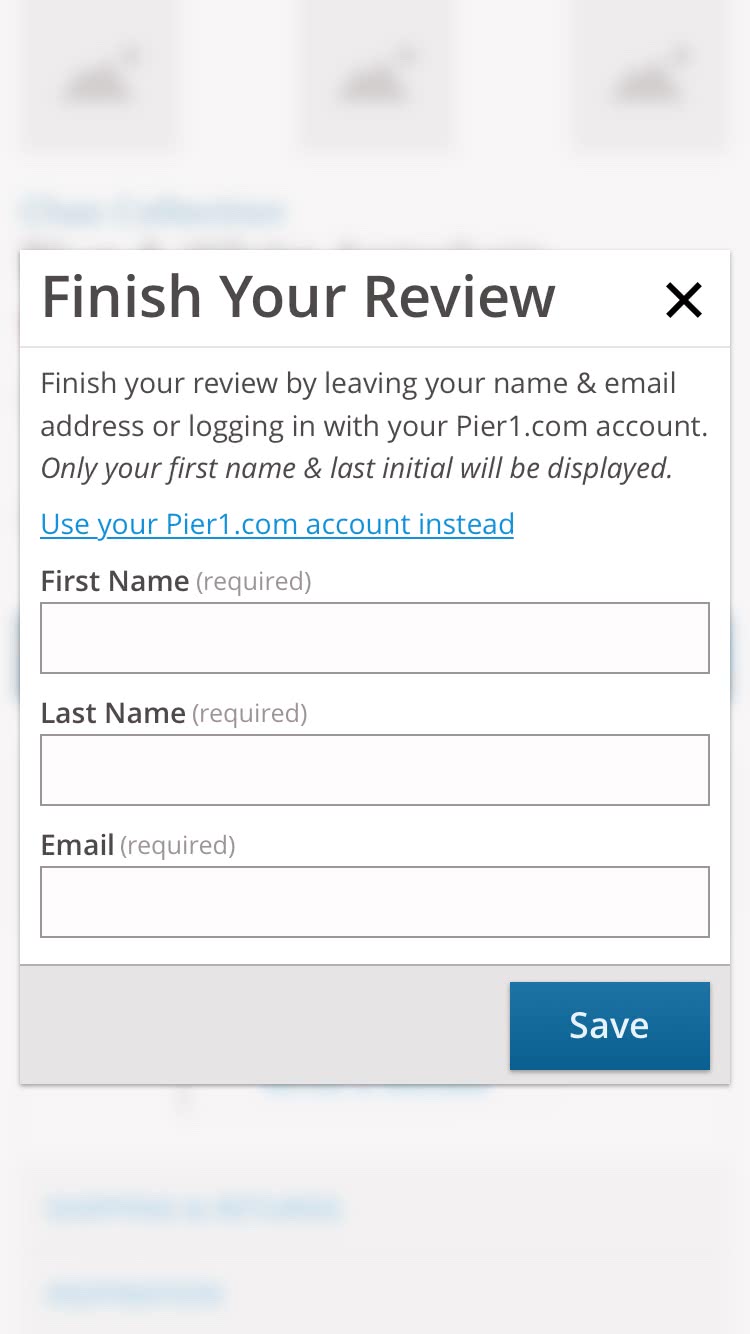 Finish Your Review
Finish your review by leaving your name & email
address or logging in with your Pier1.com account.
Only your first name & last initial will be displayed.
Use your Pier1.com account instead
First Name (required)
Last Name (required)
Email (required)
Save
SHIPPING & RETURNS